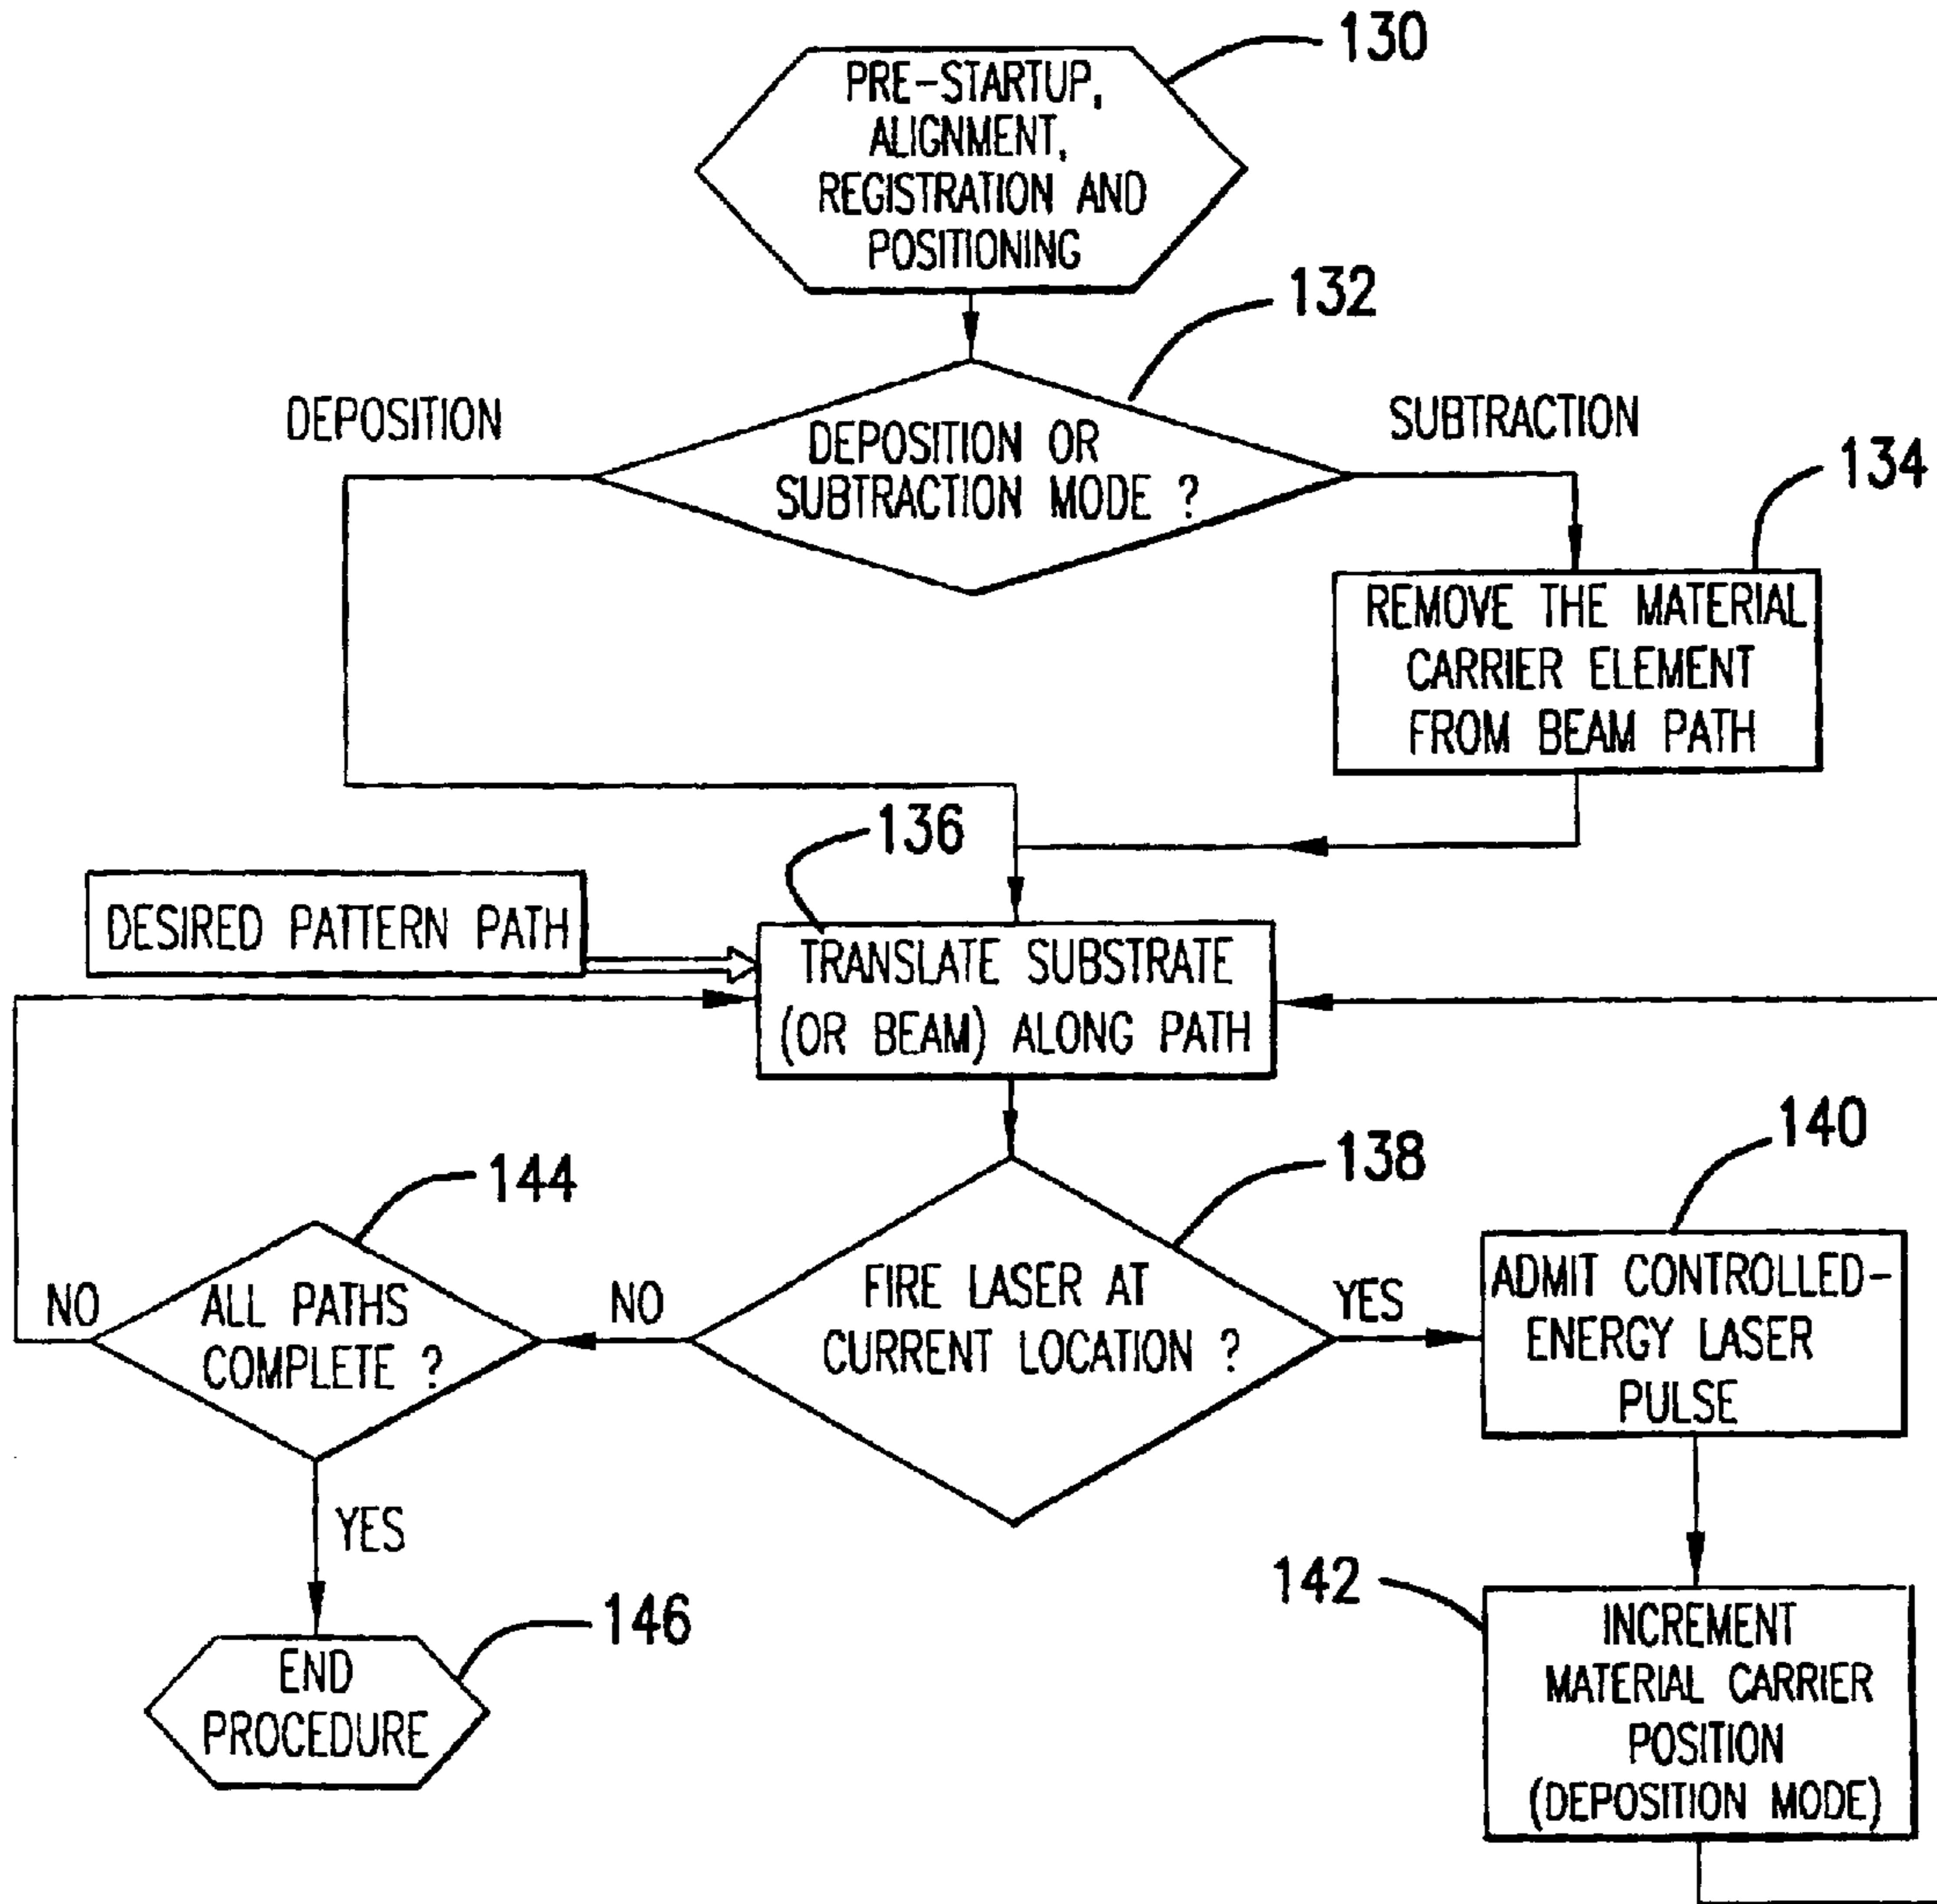 130
PRE-STARTUP,
ALIGNMENT,
REGISTRATION AND
POSITIONING
132
DEPOSITION
SUBTRACTION
DEPOSITION OR
SUBTRACTION MODE ?
134
REMOVE THE MATERIAL
CARRIER ELEMENT
FROM BEAM PATH
136
DESIRED PATTERN PATH
TRANSLATE SUBSTRATE
(OR BEAM) ALONG PATH
138
140
144
FIRE LASER AT
CURRENT LOCATION ?
YES
ADMIT CONTROLLED-
ENERGY LASER
PULSE
NO
ALL PATHS
COMPLETE ?
NO
YES
142
INCREMENT
MATERIAL CARRIER
POSITION
(DEPOSITION MODE)
146
END
PROCEDURE